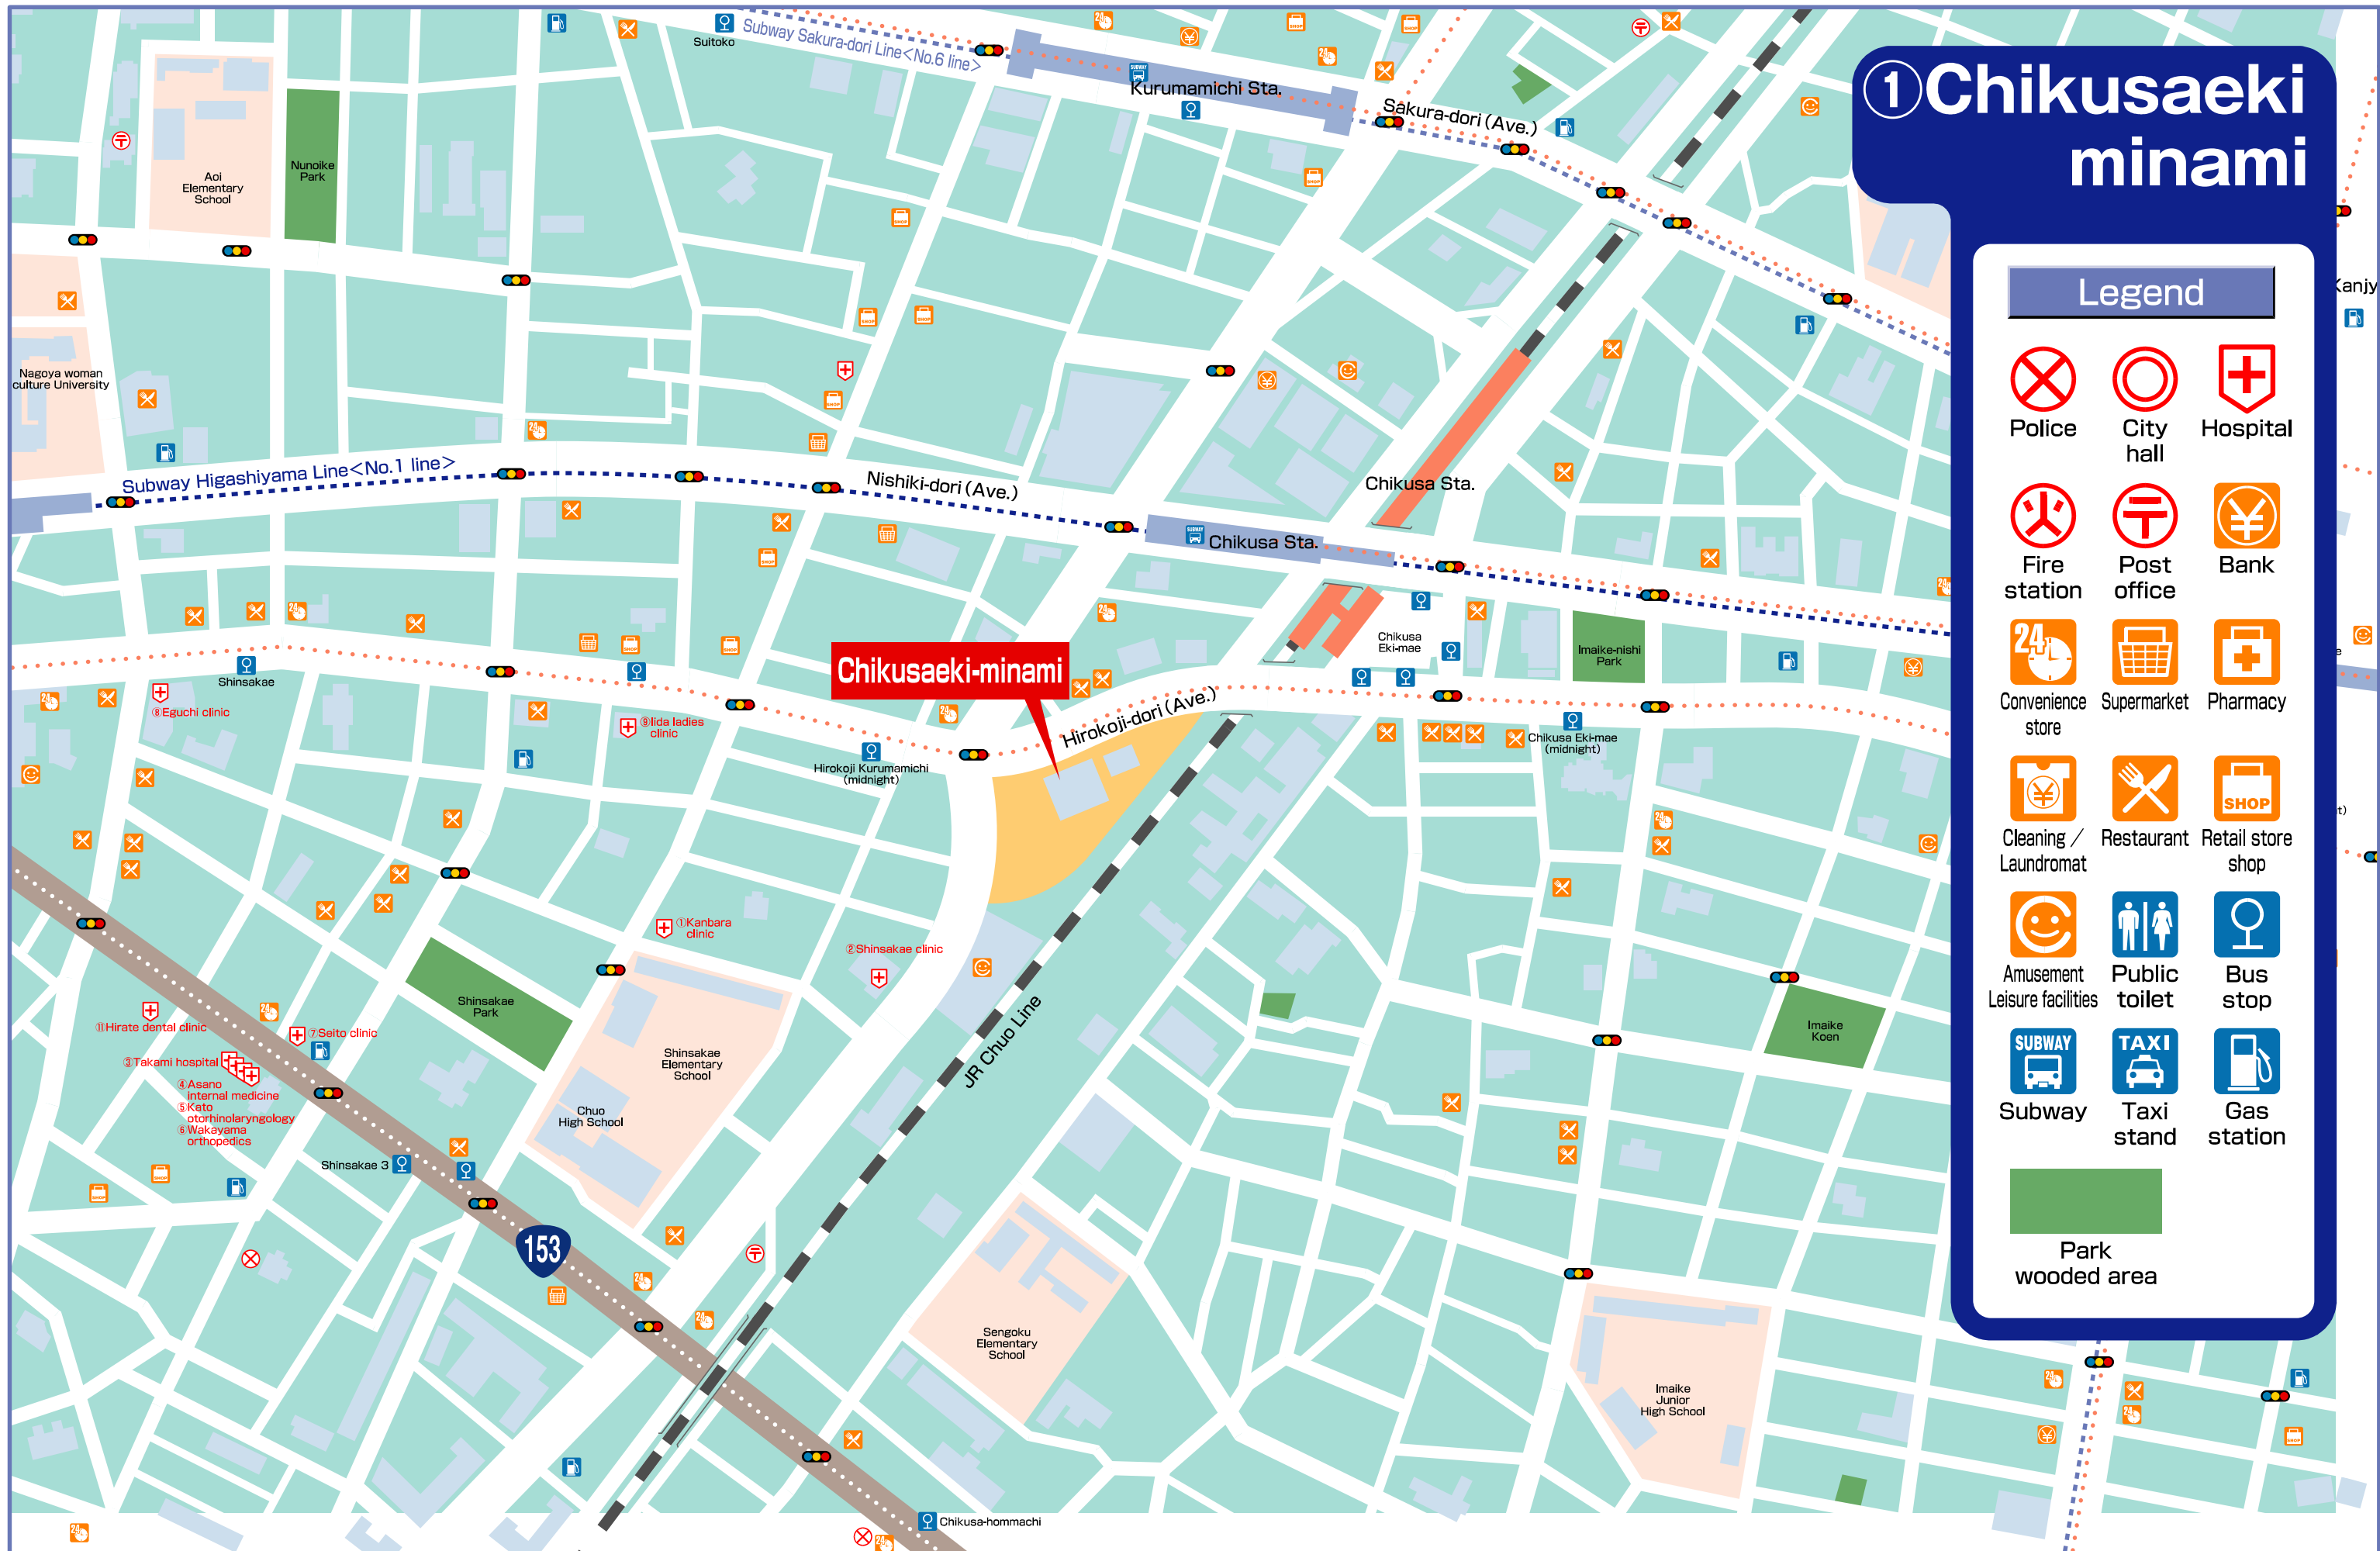 ①Chikusaeki
minami
Legend
Police
City
hall
Hospital
Fire
station
Post
office
Bank
24
Convenience
store
Supermarket
Pharmacy
Cleaning／
Laundromat
Restaurant
SHOP
Retail store
shop
Amusement
Leisure facilities
Public
toilet
Bus
stop
SUBWAY
Subway
TAXI
Taxi
stand
Gas
station
Park
wooded area
Suitoko
Subway Sakura-dori Line<No.6 line>
Kurumamichi Sta.
Sakura-dori (Ave.)
Aoi
Elementary
School
Nunoike
Park
Nagoya woman
culture University
Subway Higashiyama Line<No.1 line>
Nishiki-dori (Ave.)
Chikusa Sta.
Chikusa Sta.
Chikusa
Eki-mae
Imaike-nishi
Park
Chikusaeki-minami
Hirokoji-dori (Ave.)
Shinsakae
⑧Eguchi clinic
⑨Iida ladies
clinic
Hirokoji Kurumamichi
(midnight)
Chikusa Eki-mae
(midnight)
①Kanbara
clinic
②Shinsakae clinic
Shinsakae
Park
Shinsakae
Elementary
School
Chuo
High School
JR Chuo Line
Imaike
Koen
⑪Hirate dental clinic
⑦Seito clinic
③Takami hospital
④Asano
internal medicine
⑤Kato
otorhinolaryngology
⑥Wakayama
orthopedics
Shinsakae 3
153
Sengoku
Elementary
School
Imaike
Junior
High School
Chikusa-hommachi